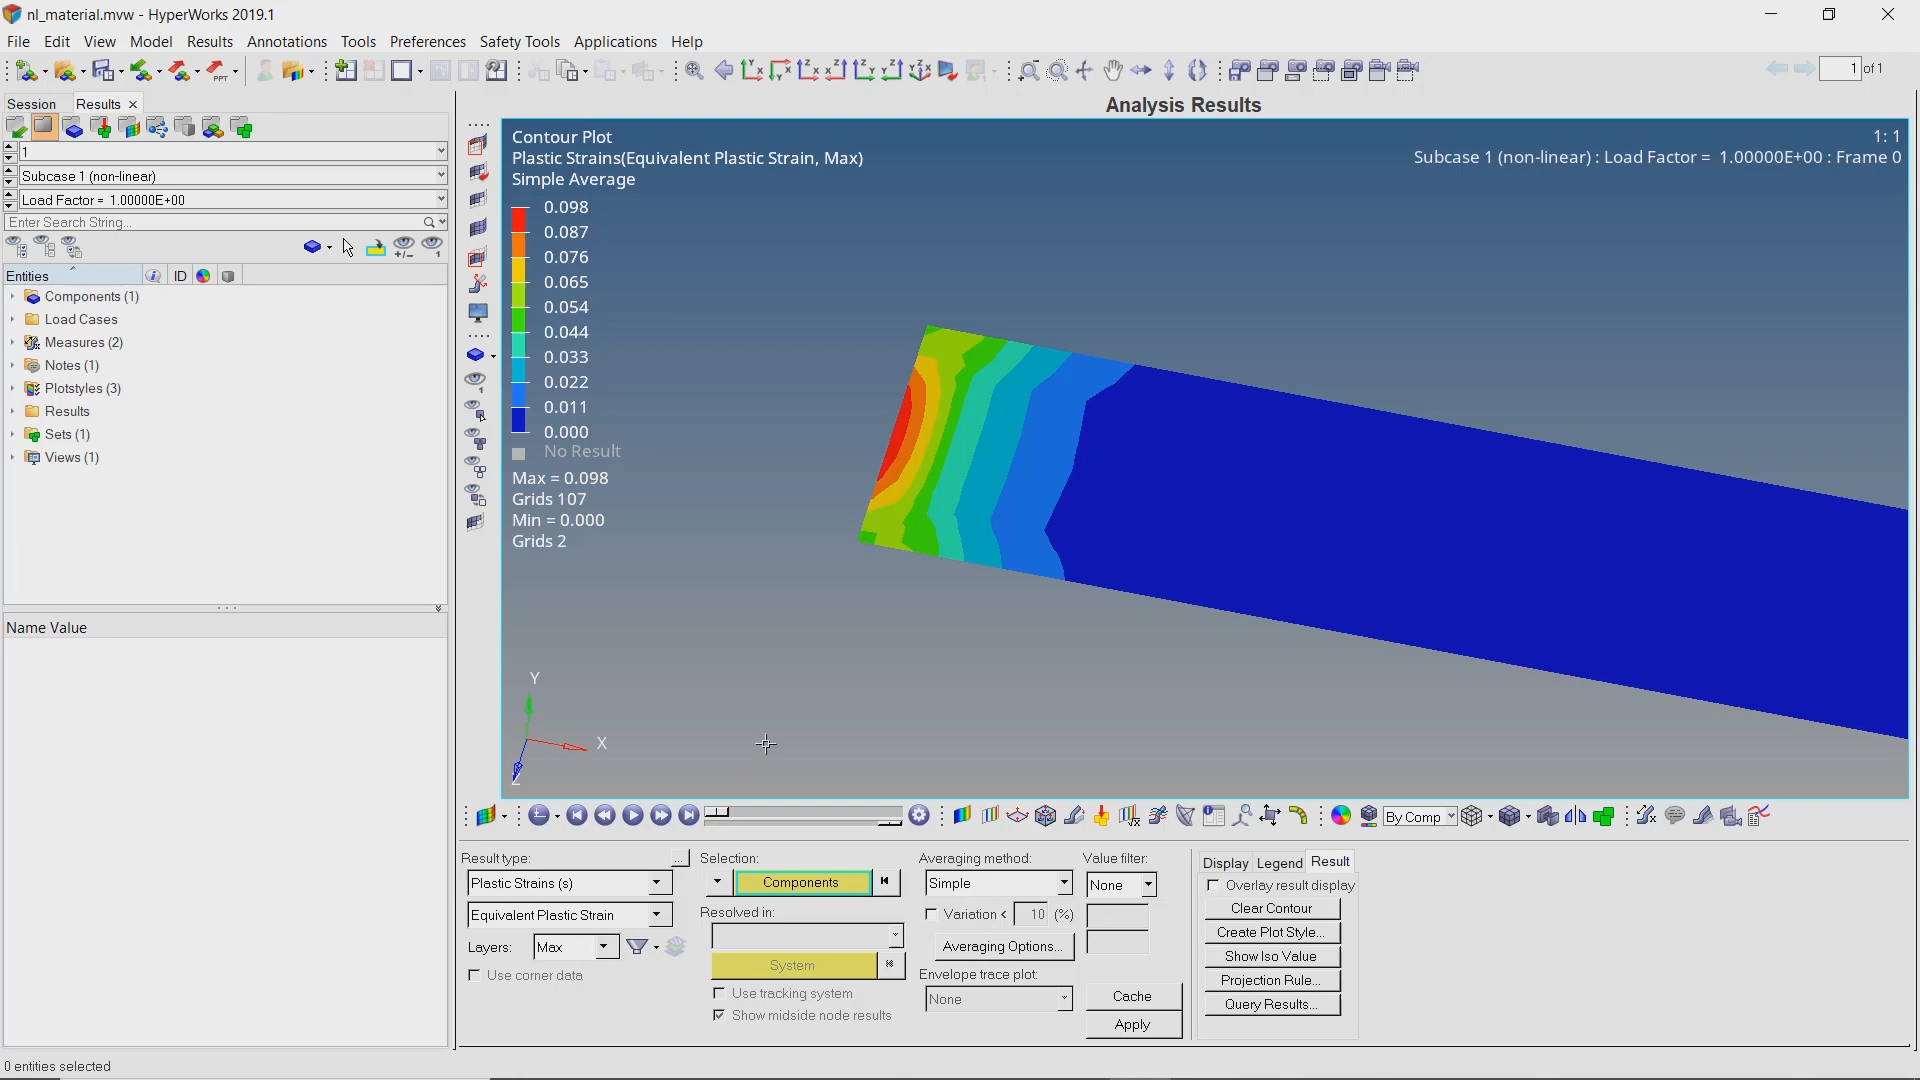 nl_material.mvw - HyperWorks 2019.1
File Edit View Model Results Annotations Tools Preferences Safety Tools Applications Help
1 of 1
Session Results
Analysis Results
1
Subcase 1 (non-linear)
Load Factor = 1.00000E+00
Enter Search String...
Entities ID
Components (1)
Load Cases
Measures (2)
Notes (1)
Plotstyles (3)
Results
Sets (1)
Views (1)
Name Value
Contour Plot
Plastic Strains(Equivalent Plastic Strain, Max)
Simple Average
1: 1
Subcase 1 (non-linear) : Load Factor = 1.00000E+00 : Frame 0
0.098
0.087
0.076
0.065
0.054
0.044
0.033
0.022
0.011
0.000
No Result
Max = 0.098
Grids 107
Min = 0.000
Grids 2
Y
X
Z
By Comp
Result type:
...
Plastic Strains (s)
Equivalent Plastic Strain
Layers: Max
Use corner data
Selection:
Components
Resolved in:
System
Use tracking system
Show midside node results
Averaging method:
Simple
Variation < 10 (%)
Averaging Options...
Envelope trace plot:
None
Value filter:
None
Cache
Apply
Display Legend Result
Overlay result display
Clear Contour
Create Plot Style...
Show Iso Value
Projection Rule...
Query Results...
0 entities selected